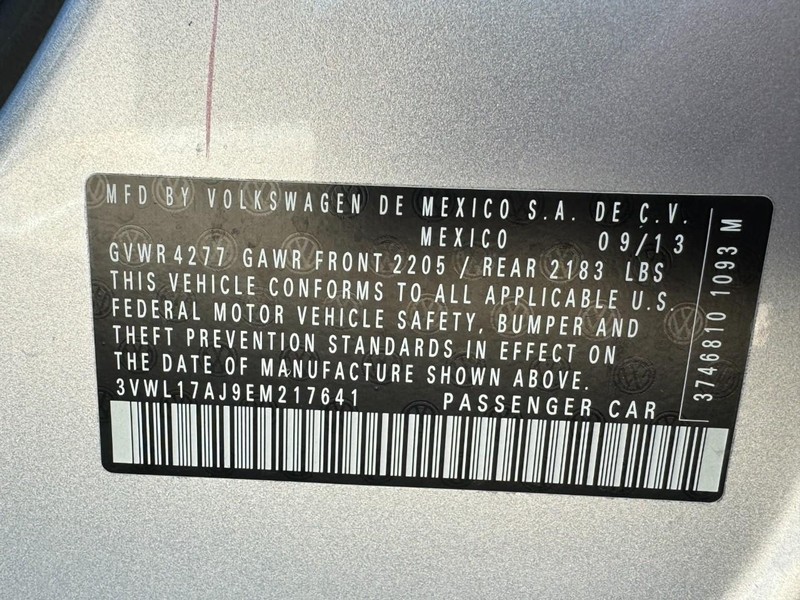 MFD BY VOLKSWAGEN DE MEXICO S.A. DE C.V.
MEXICO 09/13
GVWR 4277 GAWR FRONT 2205 / REAR 2183 LBS
THIS VEHICLE CONFORMS TO ALL APPLICABLE U.S.
FEDERAL MOTOR VEHICLE SAFETY, BUMPER AND
THEFT PREVENTION STANDARDS IN EFFECT ON
THE DATE OF MANUFACTURE SHOWN ABOVE.
3VWL17AJ9EM217641 PASSENGER CAR
3746810 1093 M